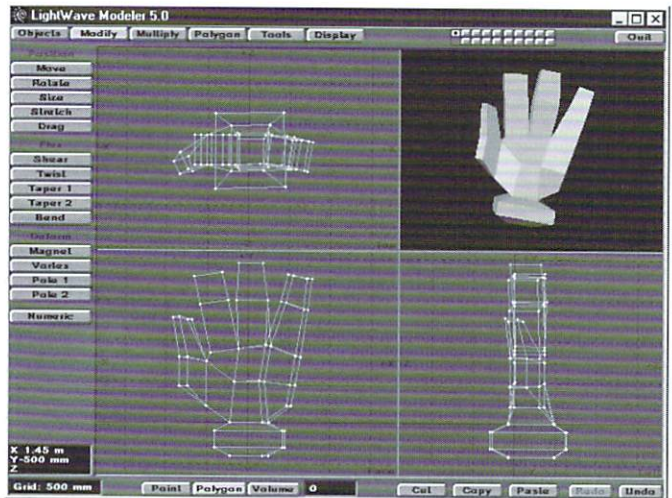 LightWave Modeler 5.0
Objects Modify Multiply Polygon Tools Display Quit
Position
Move
Rotate
Size
Stretch
Drag
Shear
Twist
Taper 1
Taper 2
Bend
Deform
Magnet
Vortex
Pole 1
Pole 2
Numeric
X 1.45 m
Y-500 mm
Z
Grid: 500 mm Point Polygon Volume 0 Cut Copy Paste Redo Undo